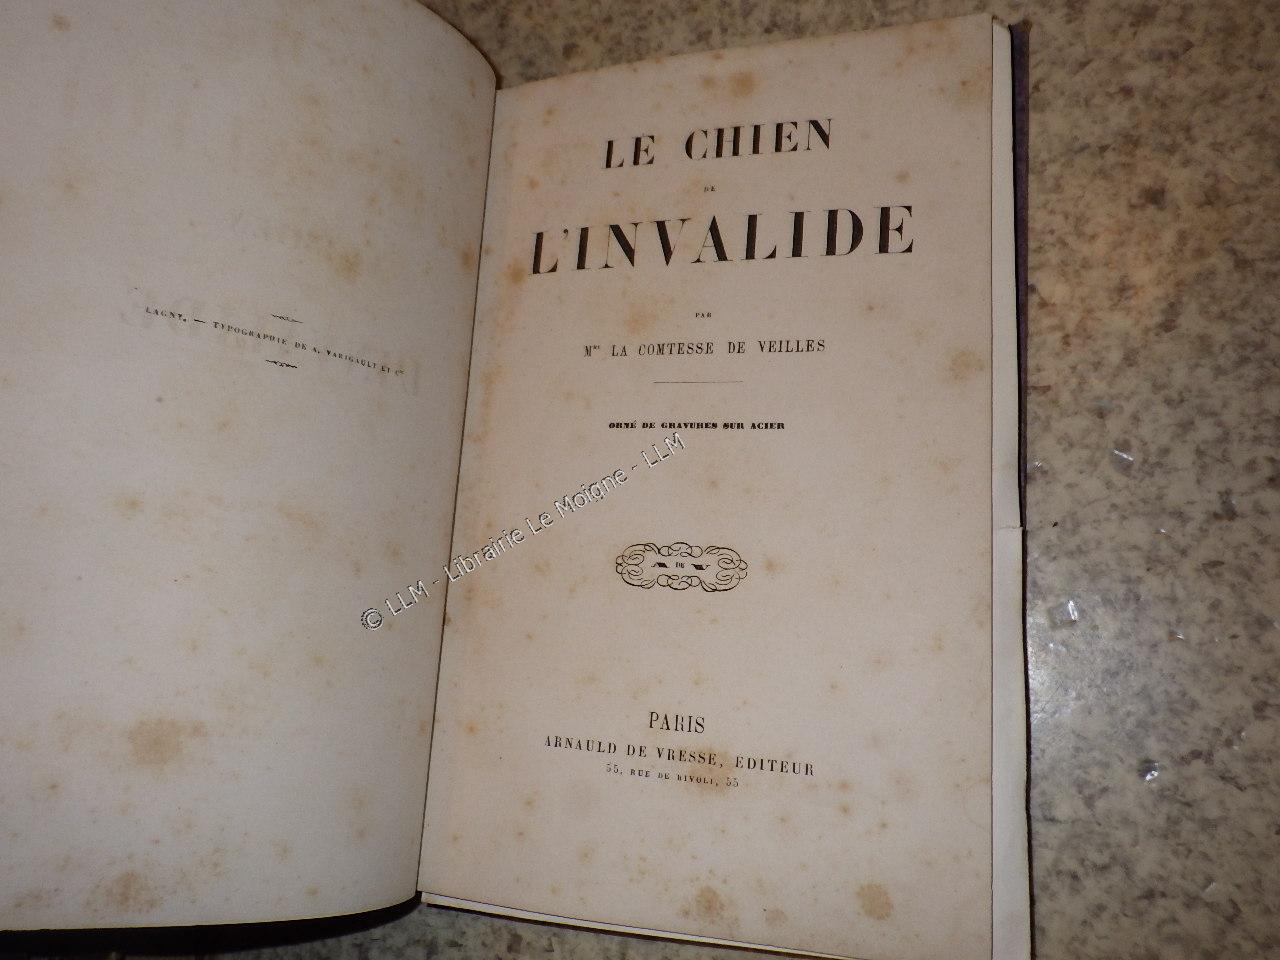 LAGNY. — TYPOGRAPHIE DE A. VARIGAULT ET Cie
LE CHIEN
DE
L'INVALIDE
PAR
Mme LA COMTESSE DE VEILLES
ORNÉ DE GRAVURES SUR ACIER
A DE V
PARIS
ARNAULD DE VRESSE, EDITEUR
55, RUE DE RIVOLI, 55
© LLM - Librairie Le Moigne - LLM